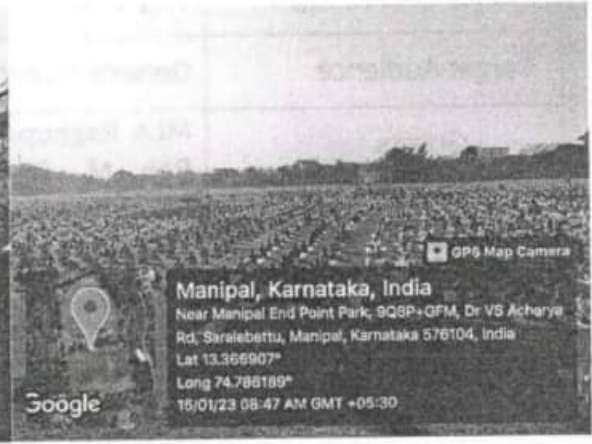 GPS Map Camera
Manipal, Karnataka, India
Near Manipal End Point Park, 9Q8P+GFM, Dr VS Acharya
Rd, Saralebettu, Manipal, Karnataka 576104, India
Lat 13.366907°
Long 74.786189°
15/01/23 08:47 AM GMT +05:30
Google